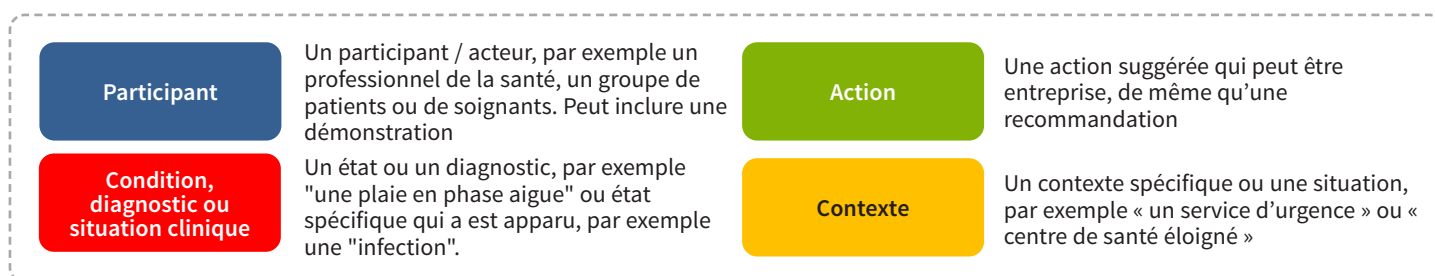 Participant
Un participant / acteur, par exemple un
professionnel de la santé, un groupe de
patients ou de soignants. Peut inclure une
démonstration
Action
Une action suggérée qui peut être
entreprise, de même qu’une
recommandation
Condition,
diagnostic ou
situation clinique
Un état ou un diagnostic, par exemple
"une plaie en phase aigue" ou état
spécifique qui a est apparu, par exemple
une "infection".
Contexte
Un contexte spécifique ou une situation,
par exemple « un service d’urgence » ou «
centre de santé éloigné »